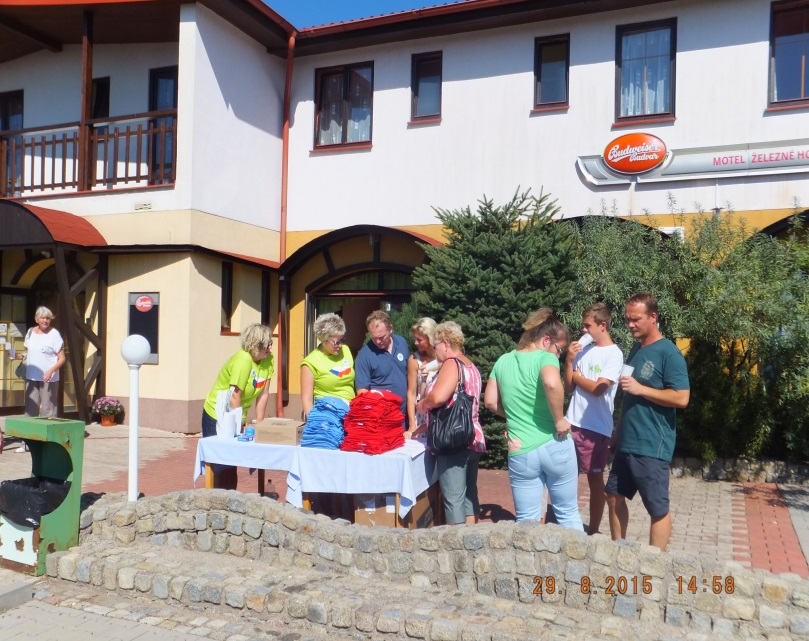 Budweiser
Budvar
MOTEL ŽELEZNÉ HO
29. 8. 2015 14:58